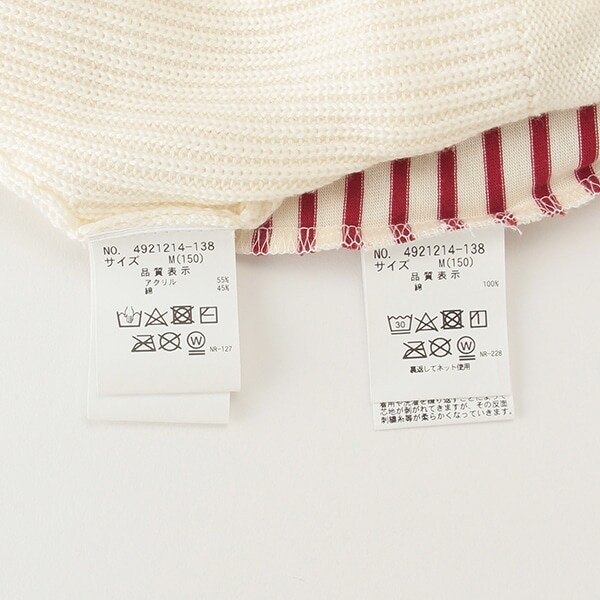 NO. 4921214-138
サイズ M(150)
品質表示
アクリル 55%
綿 45%
W
NR-127
NO. 4921214-138
サイズ M(150)
品質表示
綿 100%
30
W
NR-228
裏返してネット使用
着用や洗濯を繰り返すことによって
芯地が剥がれてきますが、その反面
刺繍糸等が柔らかくなっていきます。